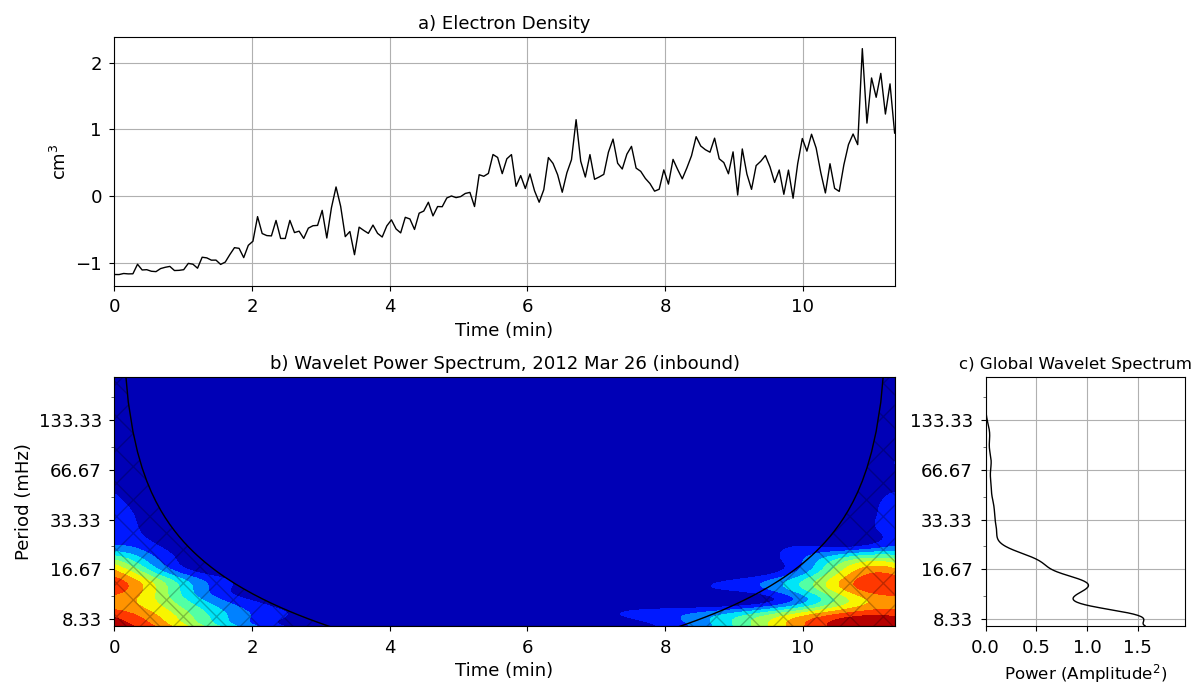 a) Electron Density
cm³
2
1
0
−1
0 2 4 6 8 10
Time (min)
b) Wavelet Power Spectrum, 2012 Mar 26 (inbound)
Period (mHz)
133.33
66.67
33.33
16.67
8.33
0 2 4 6 8 10
Time (min)
c) Global Wavelet Spectrum
133.33
66.67
33.33
16.67
8.33
0.0 0.5 1.0 1.5
Power (Amplitude²)